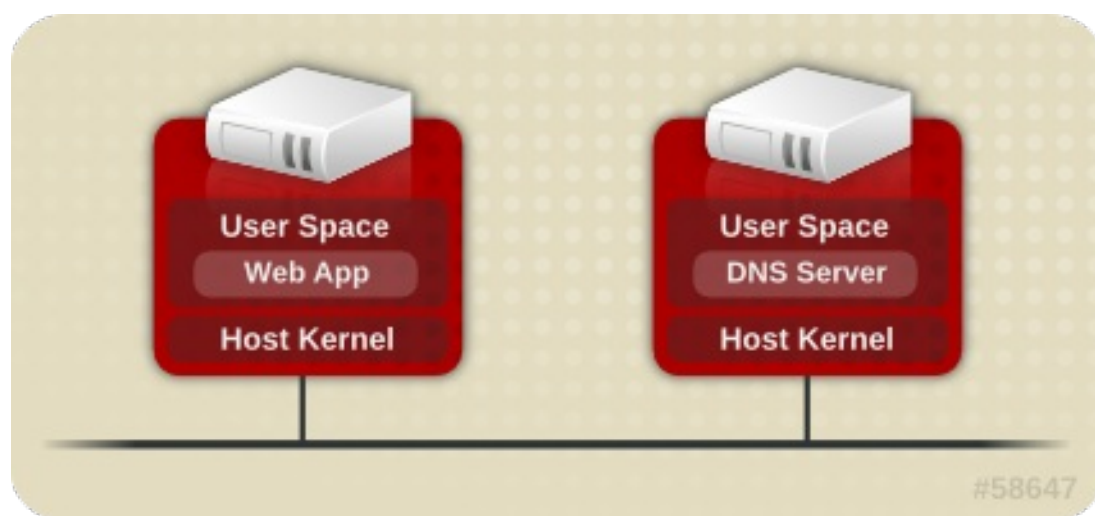 User Space
Web App
Host Kernel
User Space
DNS Server
Host Kernel
#58647